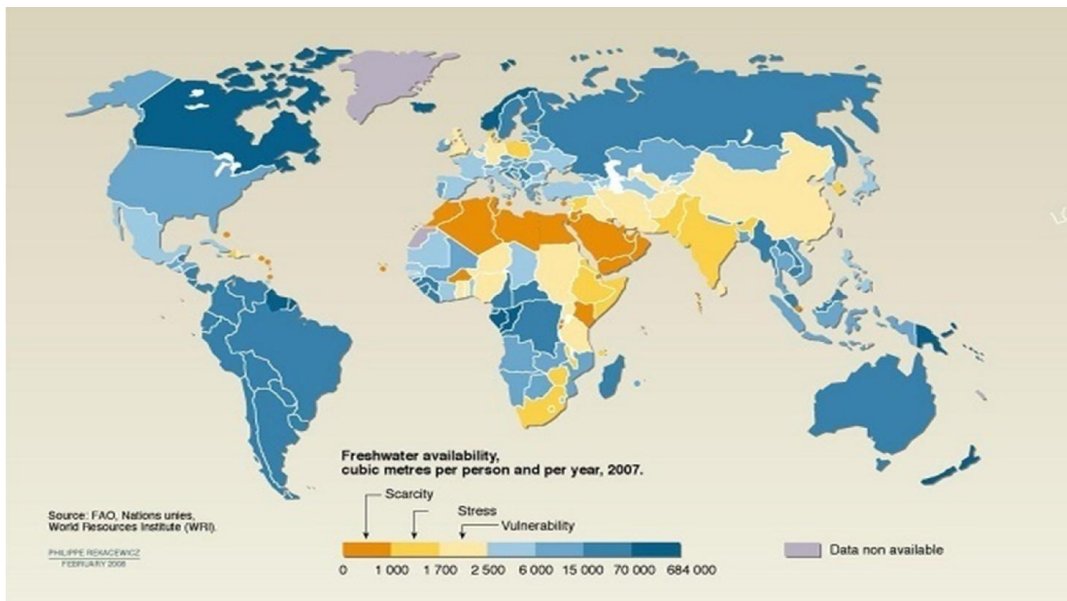 Freshwater availability,
cubic metres per person and per year, 2007.
Scarcity
Stress
Vulnerability
0 1 000 1 700 2 500 6 000 15 000 70 000 684 000
Data non available
Source: FAO, Nations unies,
World Resources Institute (WRI).
PHILIPPE REKACEWICZ
FEBRUARY 2008